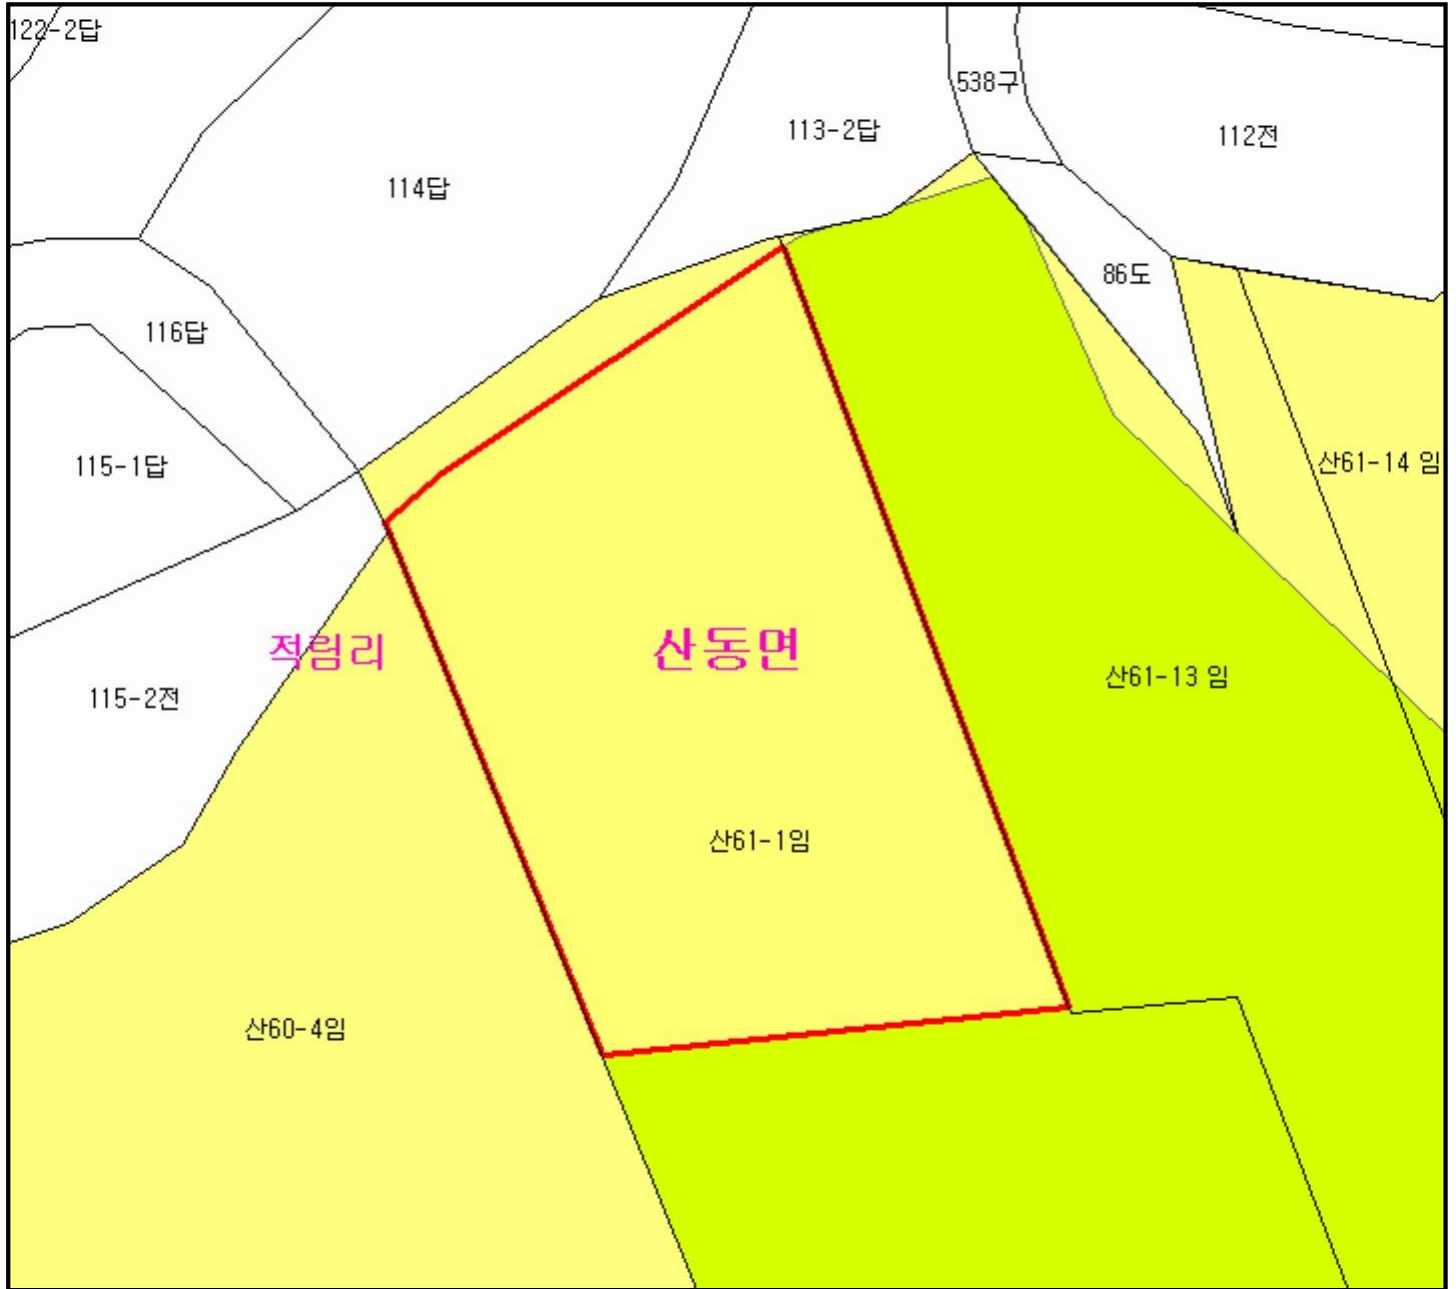 122-2답
538구
113-2답
112전
114답
86도
116답
115-1답
산61-14 임
적림리
산동면
산61-13 임
115-2전
산61-1임
산60-4임